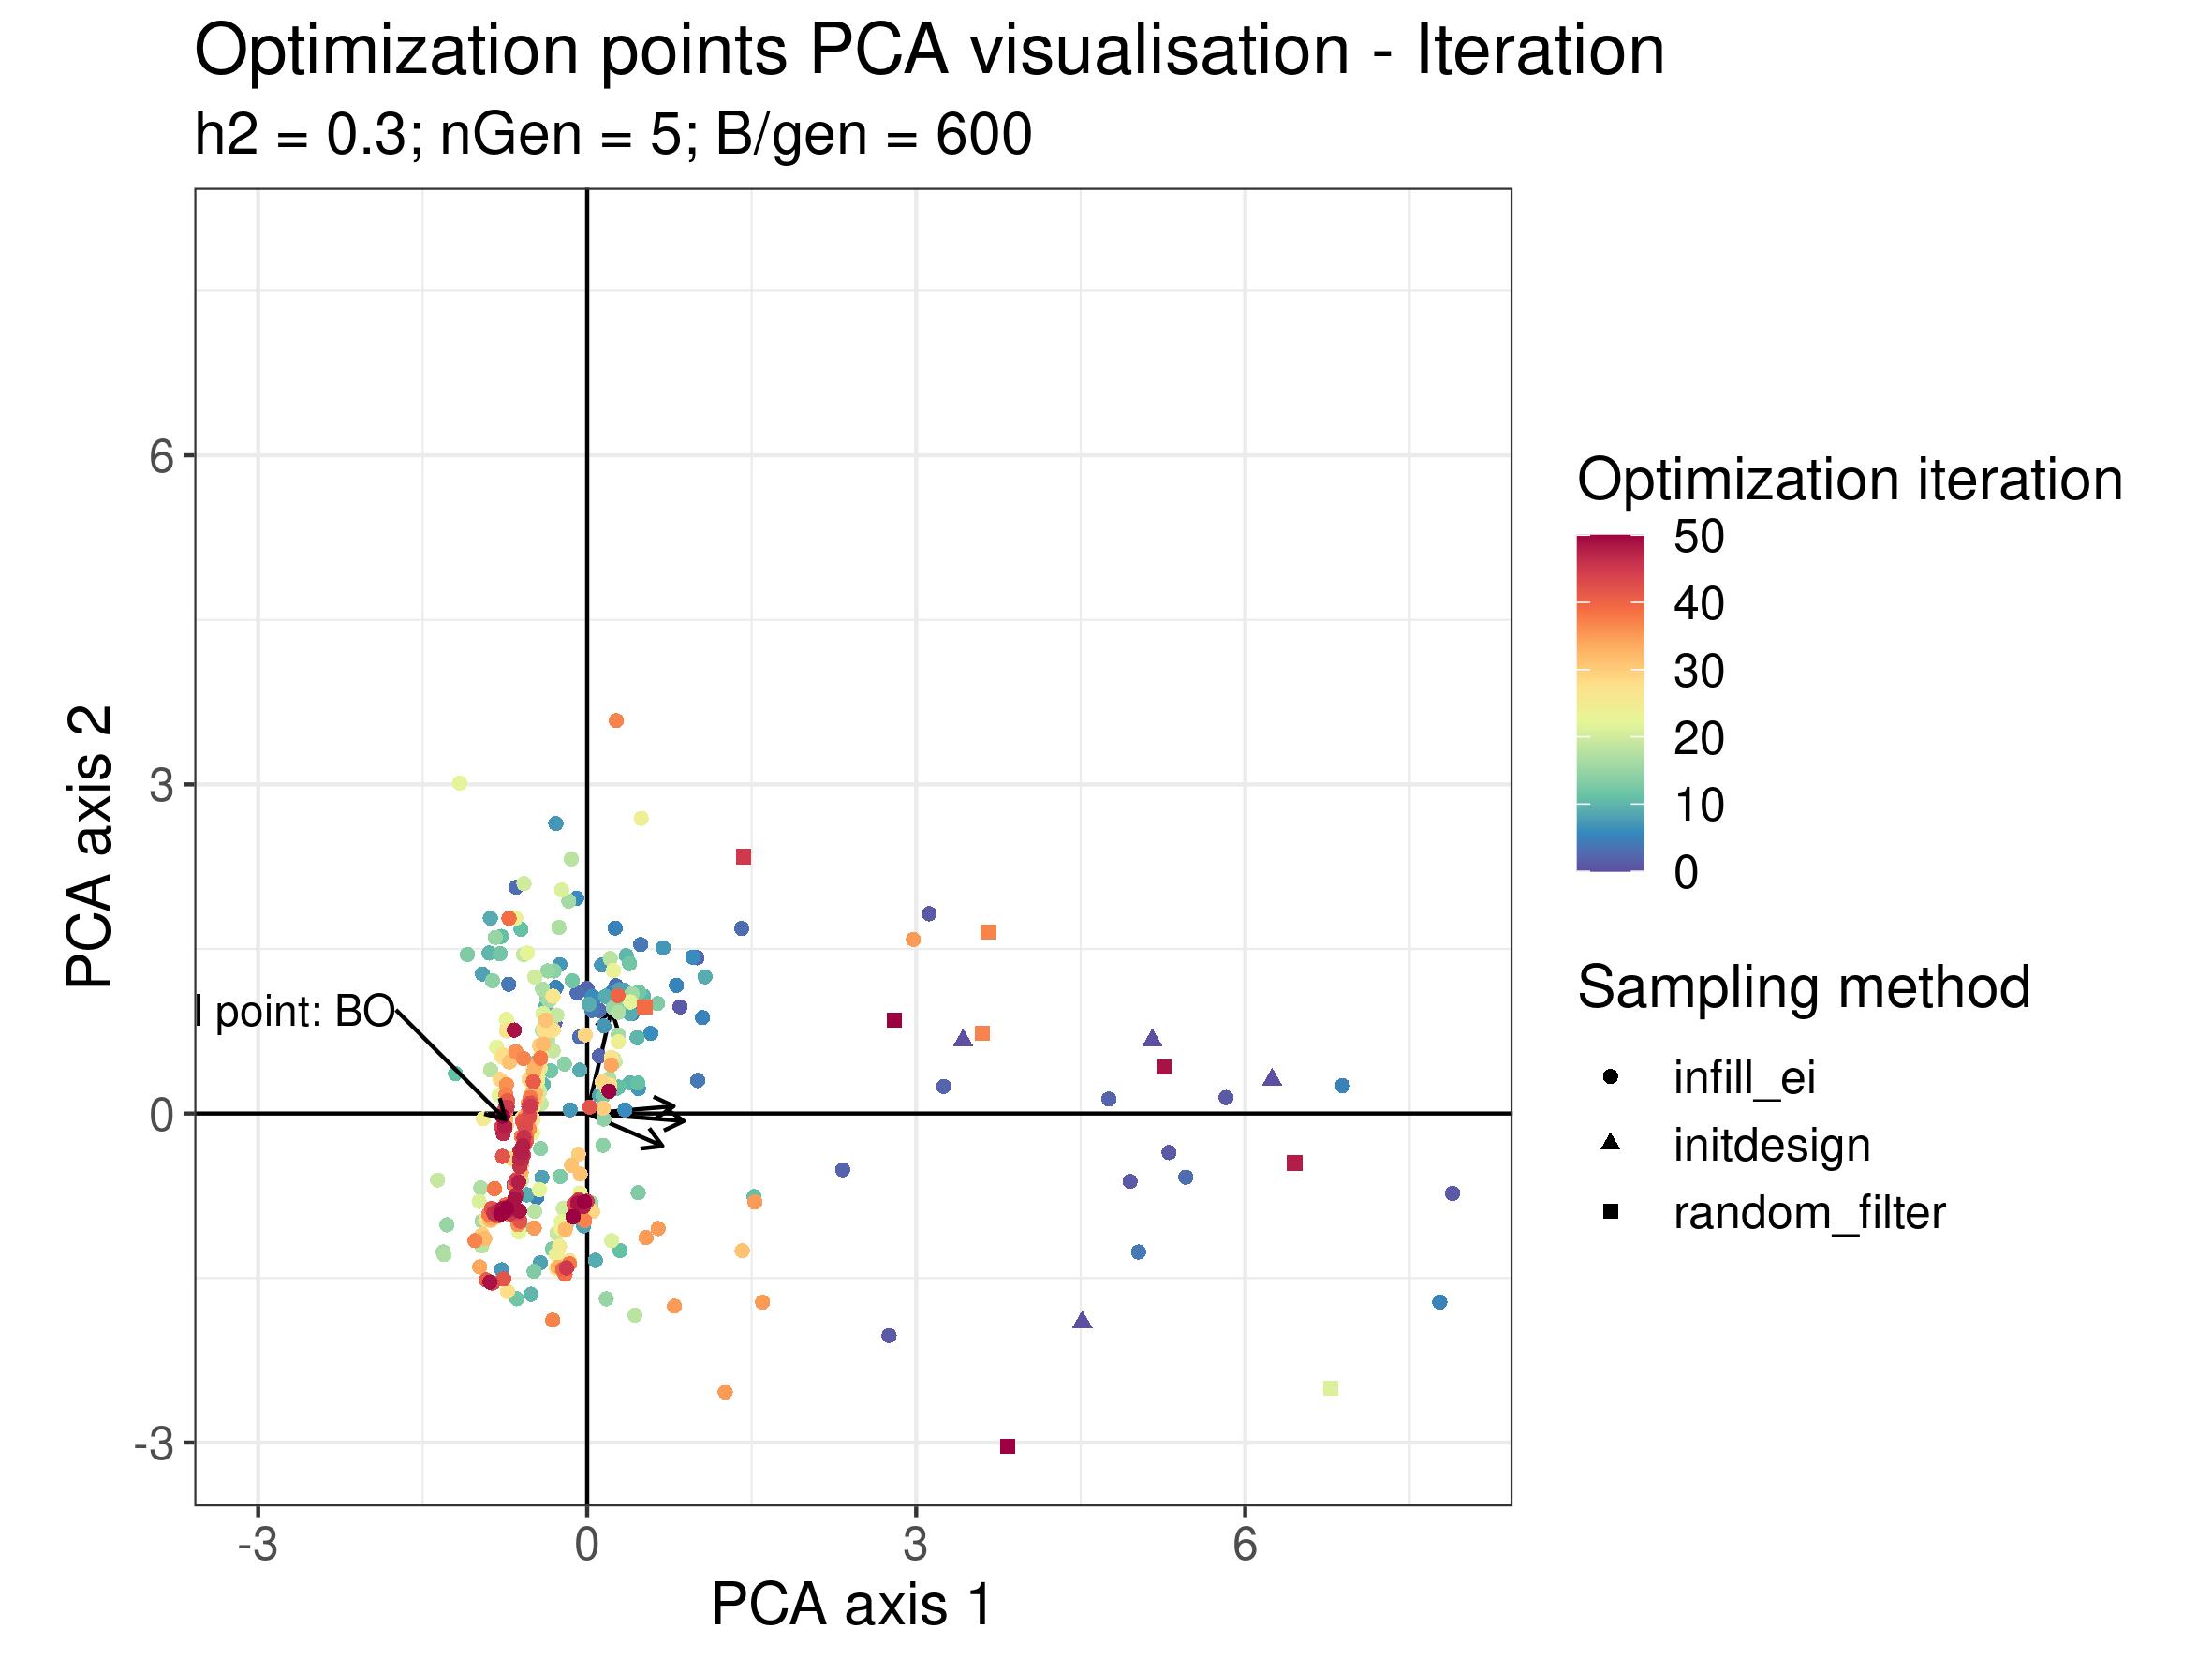 Optimization points PCA visualisation - Iteration
h2 = 0.3; nGen = 5; B/gen = 600
PCA axis 2
6
3
0
-3
l point: BO
-3
0
3
6
PCA axis 1
Optimization iteration
50
40
30
20
10
0
Sampling method
infill_ei
initdesign
random_filter